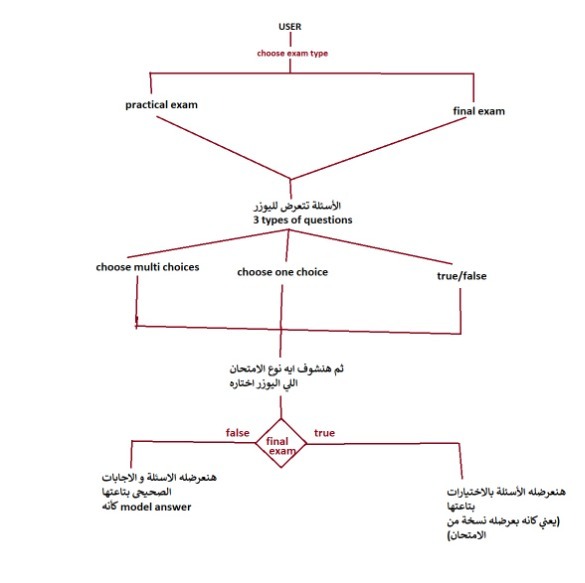 USER
choose exam type
practical exam
final exam
الأسئلة تتعرض لليوزر
3 types of questions
choose multi choices
choose one choice
true/false
ثم هنشوف ايه نوع الامتحان
اللي اليوزر اختاره
false
final
exam
true
هنعرضله الاسئلة و الاجابات
الصحيحى بتاعتها
كأنه model answer
هنعرضله الأسئلة بالاختيارات
بتاعتها
(يعني كانه بعرضله نسخة من
الامتحان)